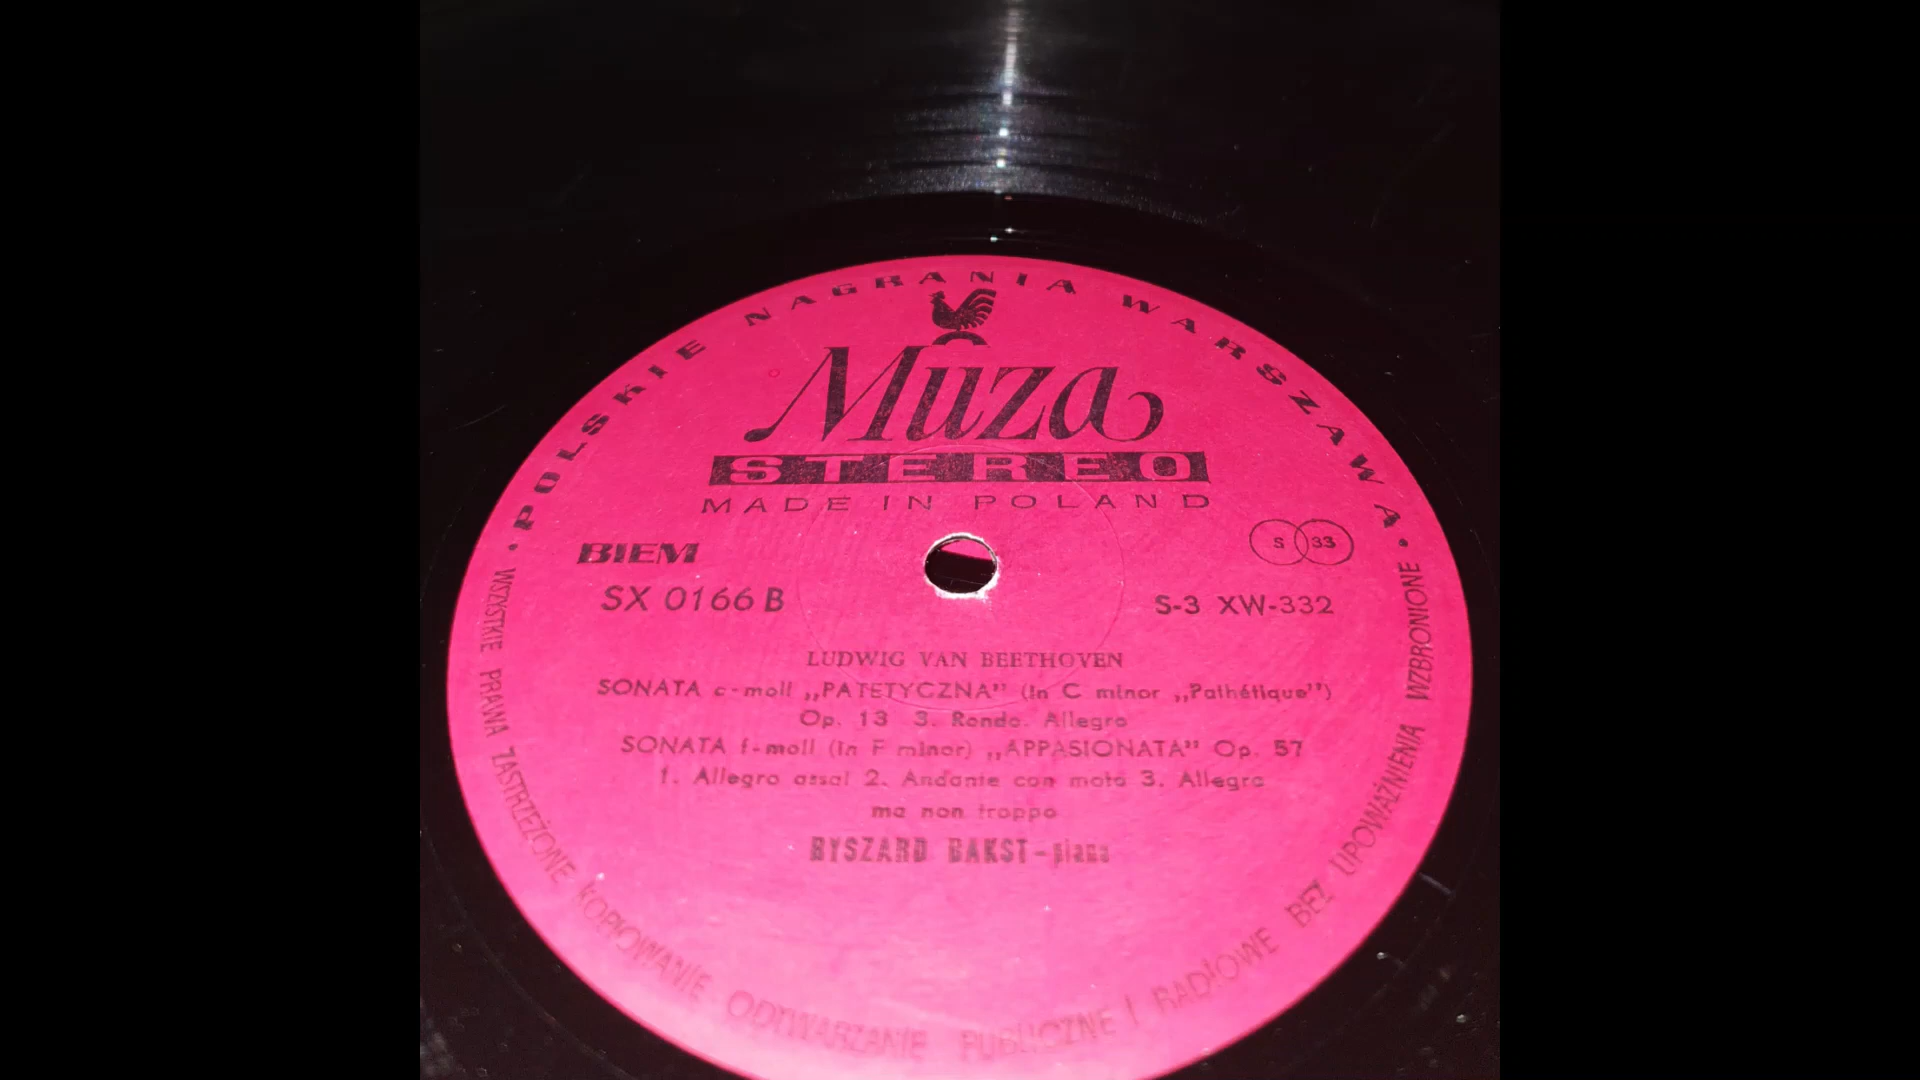 • POLSKIE NAGRANIA WARSZAWA •
Muza
STEREO
MADE IN POLAND
BIEM
S 33
SX 0166 B
S-3 XW-332
LUDWIG VAN BEETHOVEN
SONATA c-moll „PATETYCZNA” (in C minor „Pathétique”)
Op. 13 3. Rondo. Allegro
SONATA f-moll (in F minor) „APPASIONATA” Op. 57
1. Allegro assai 2. Andante con moto 3. Allegro
ma non troppo
RYSZARD BAKST – piano
WSZYSTKIE PRAWA ZASTRZEŻONE KOPIOWANIE ODTWARZANIE PUBLICZNE I RADIOWE BEZ UPOWAŻNIENIA WZBRONIONE